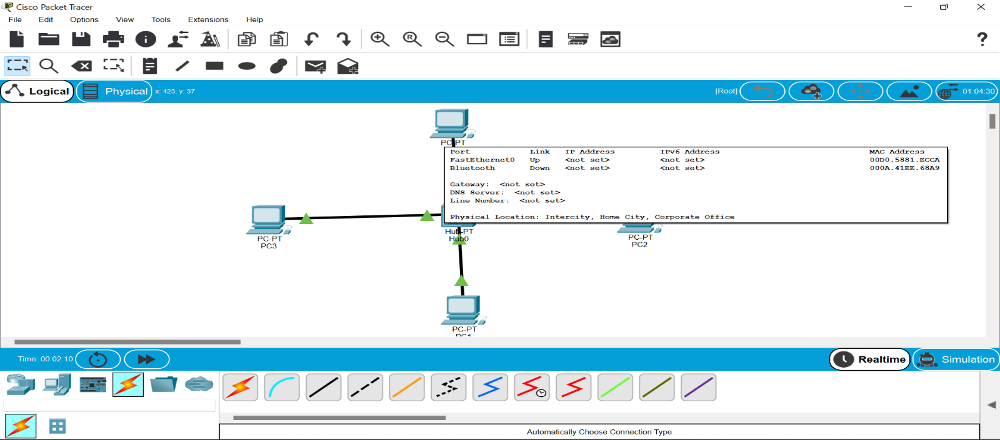 Cisco Packet Tracer
File Edit Options View Tools Extensions Help
Logical Physical x: 423, y: 37 [Root] 01:04:30
PC-PT
Port Link IP Address IPv6 Address MAC Address
FastEthernet0 Up <not set> <not set> 00D0.5881.ECCA
Bluetooth Down <not set> <not set> 000A.41EE.68A9
Gateway: <not set>
DNS Server: <not set>
Line Number: <not set>
Physical Location: Intercity, Home City, Corporate Office
Hub-PT
Hub0
PC-PT
PC3
PC-PT
PC2
PC-PT
PC1
Time: 00:02:10 Realtime Simulation
Automatically Choose Connection Type